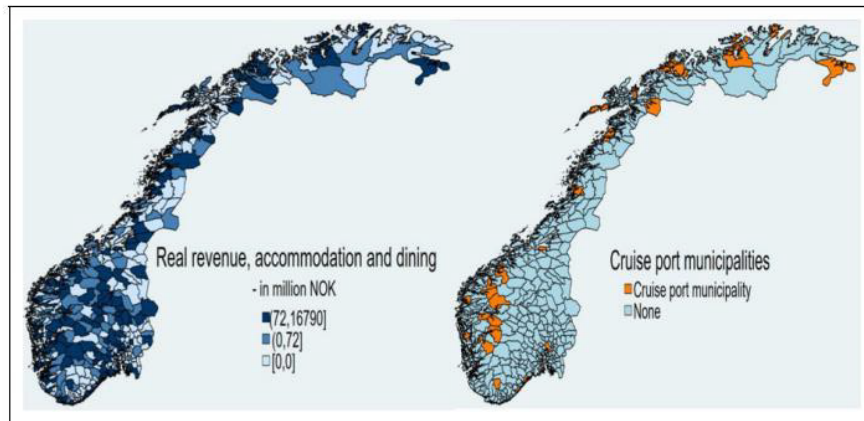 Real revenue, accommodation and dining
- in million NOK
(72,16790]
(0,72]
[0,0]
Cruise port municipalities
Cruise port municipality
None